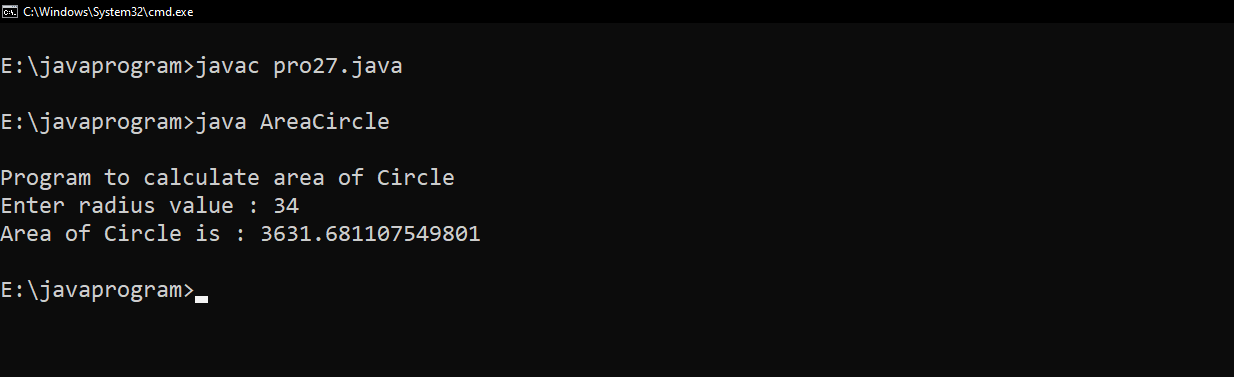 C:\Windows\System32\cmd.exe
E:\javaprogram>javac pro27.java
E:\javaprogram>java AreaCircle
Program to calculate area of Circle
Enter radius value : 34
Area of Circle is : 3631.681107549801
E:\javaprogram>